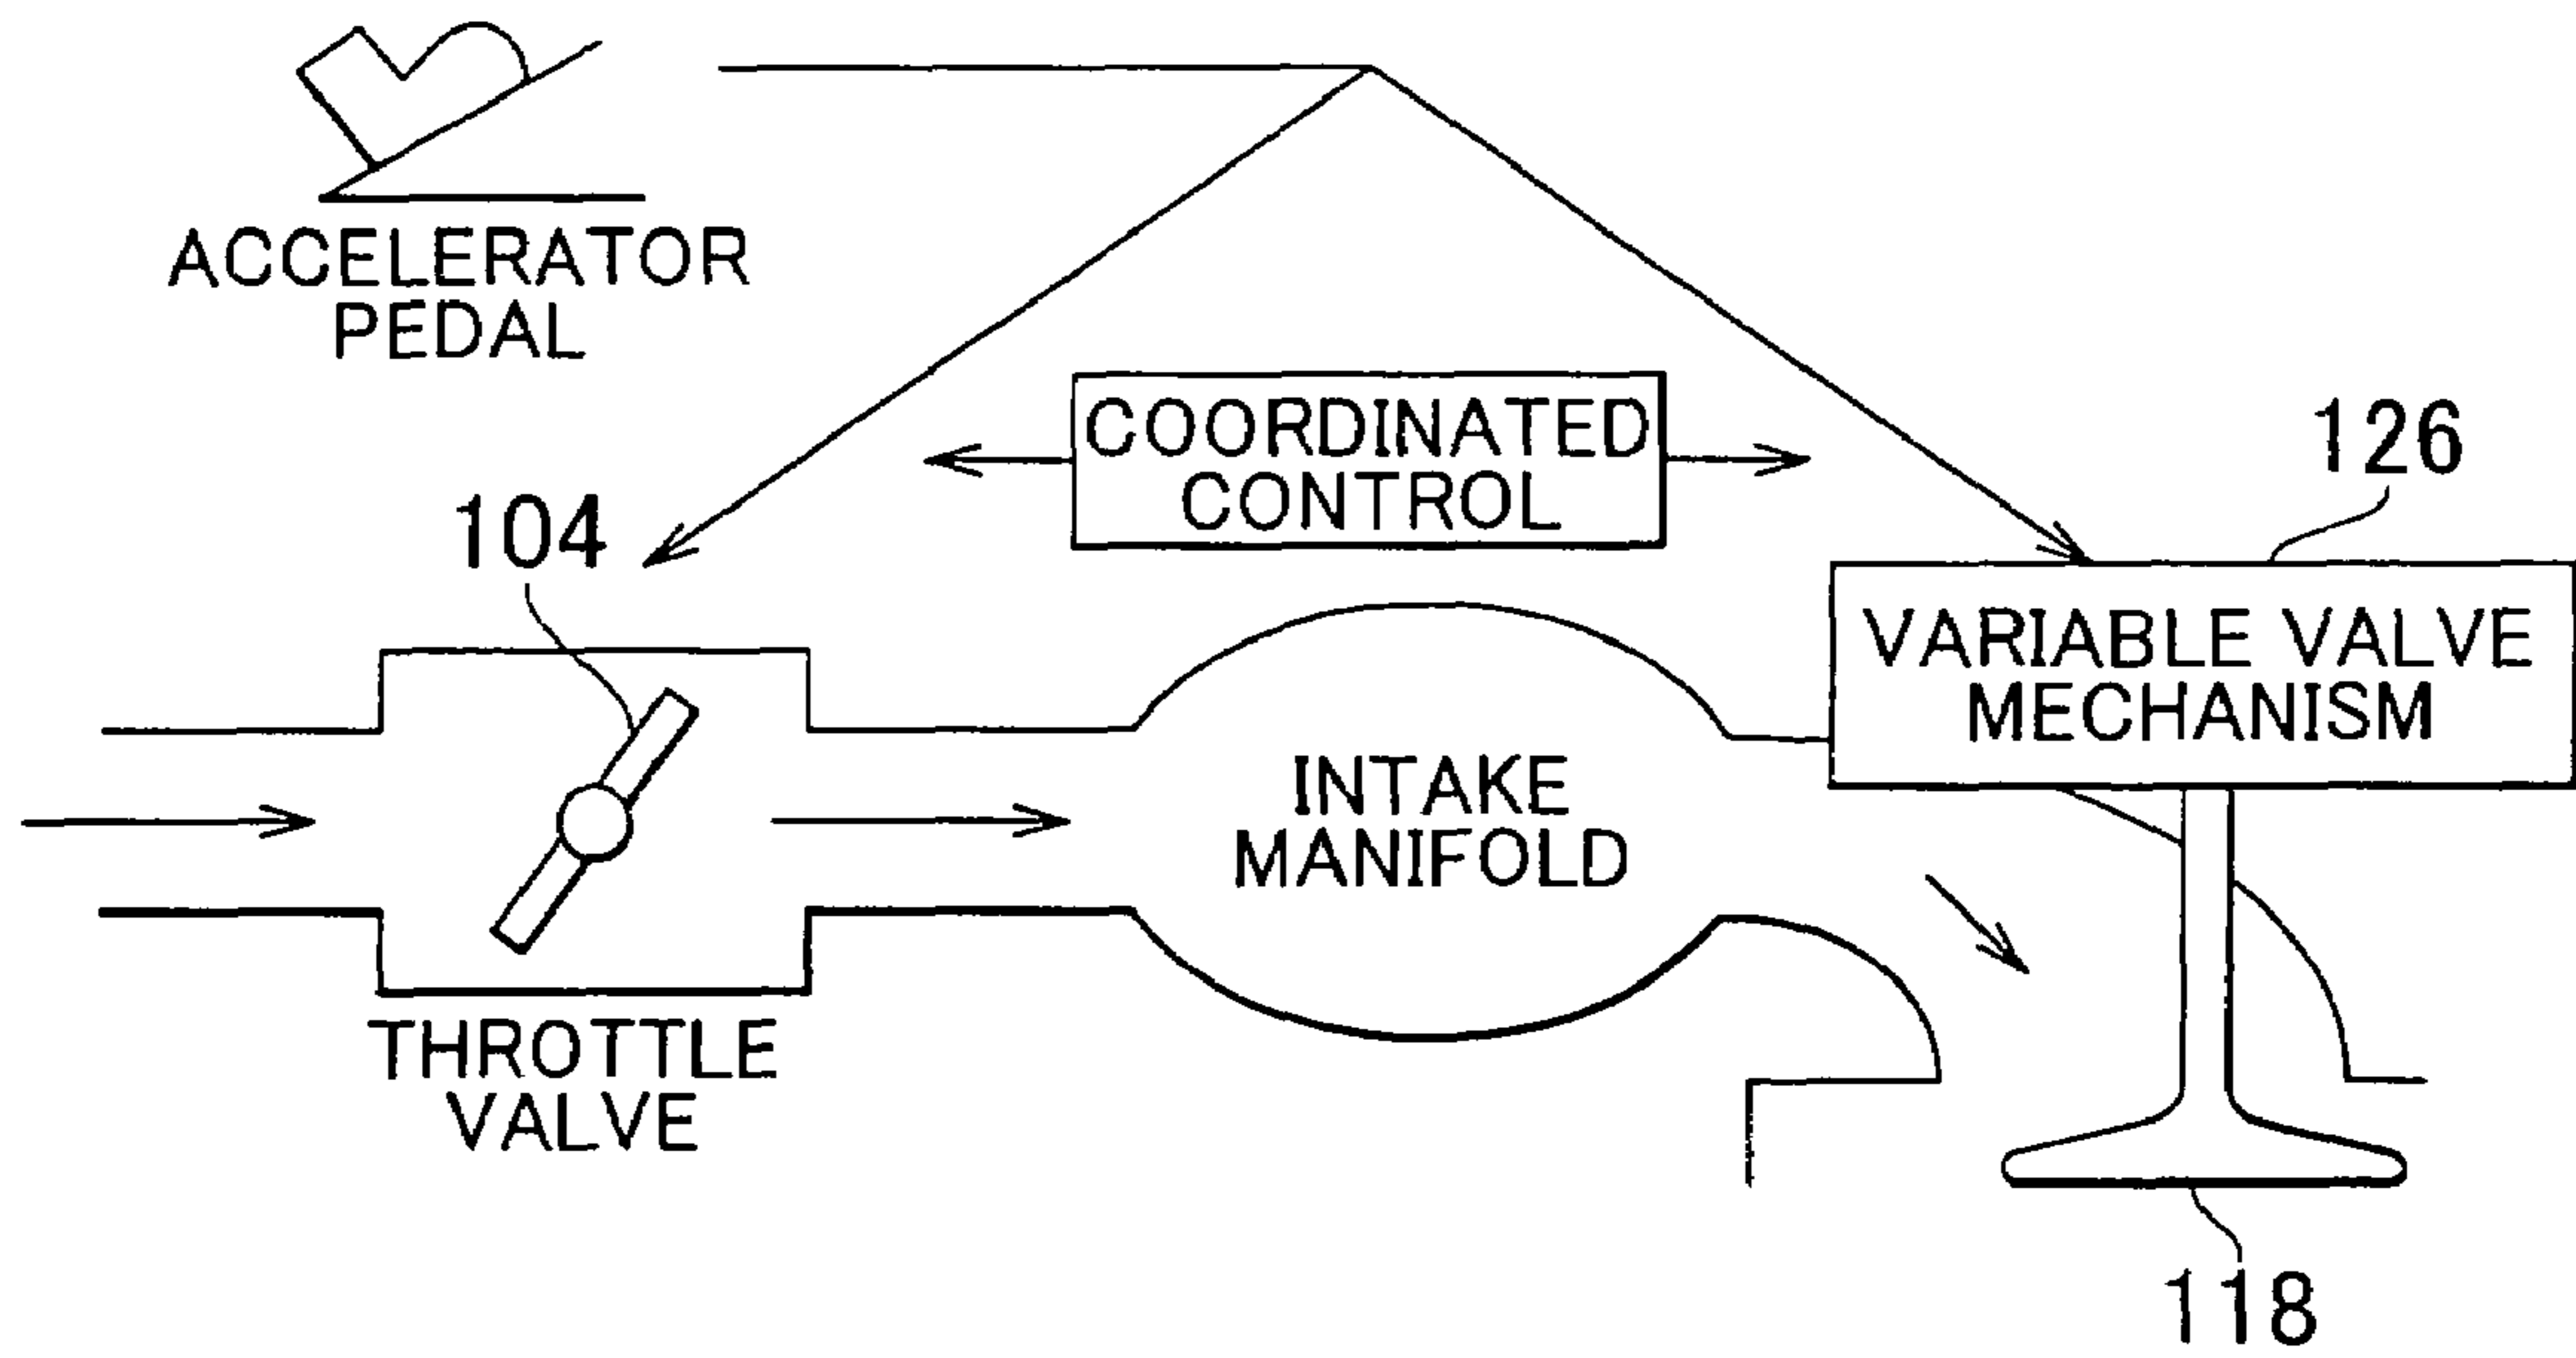 ACCELERATOR
PEDAL
COORDINATED
CONTROL
126
104
VARIABLE VALVE
MECHANISM
INTAKE
MANIFOLD
THROTTLE
VALVE
118